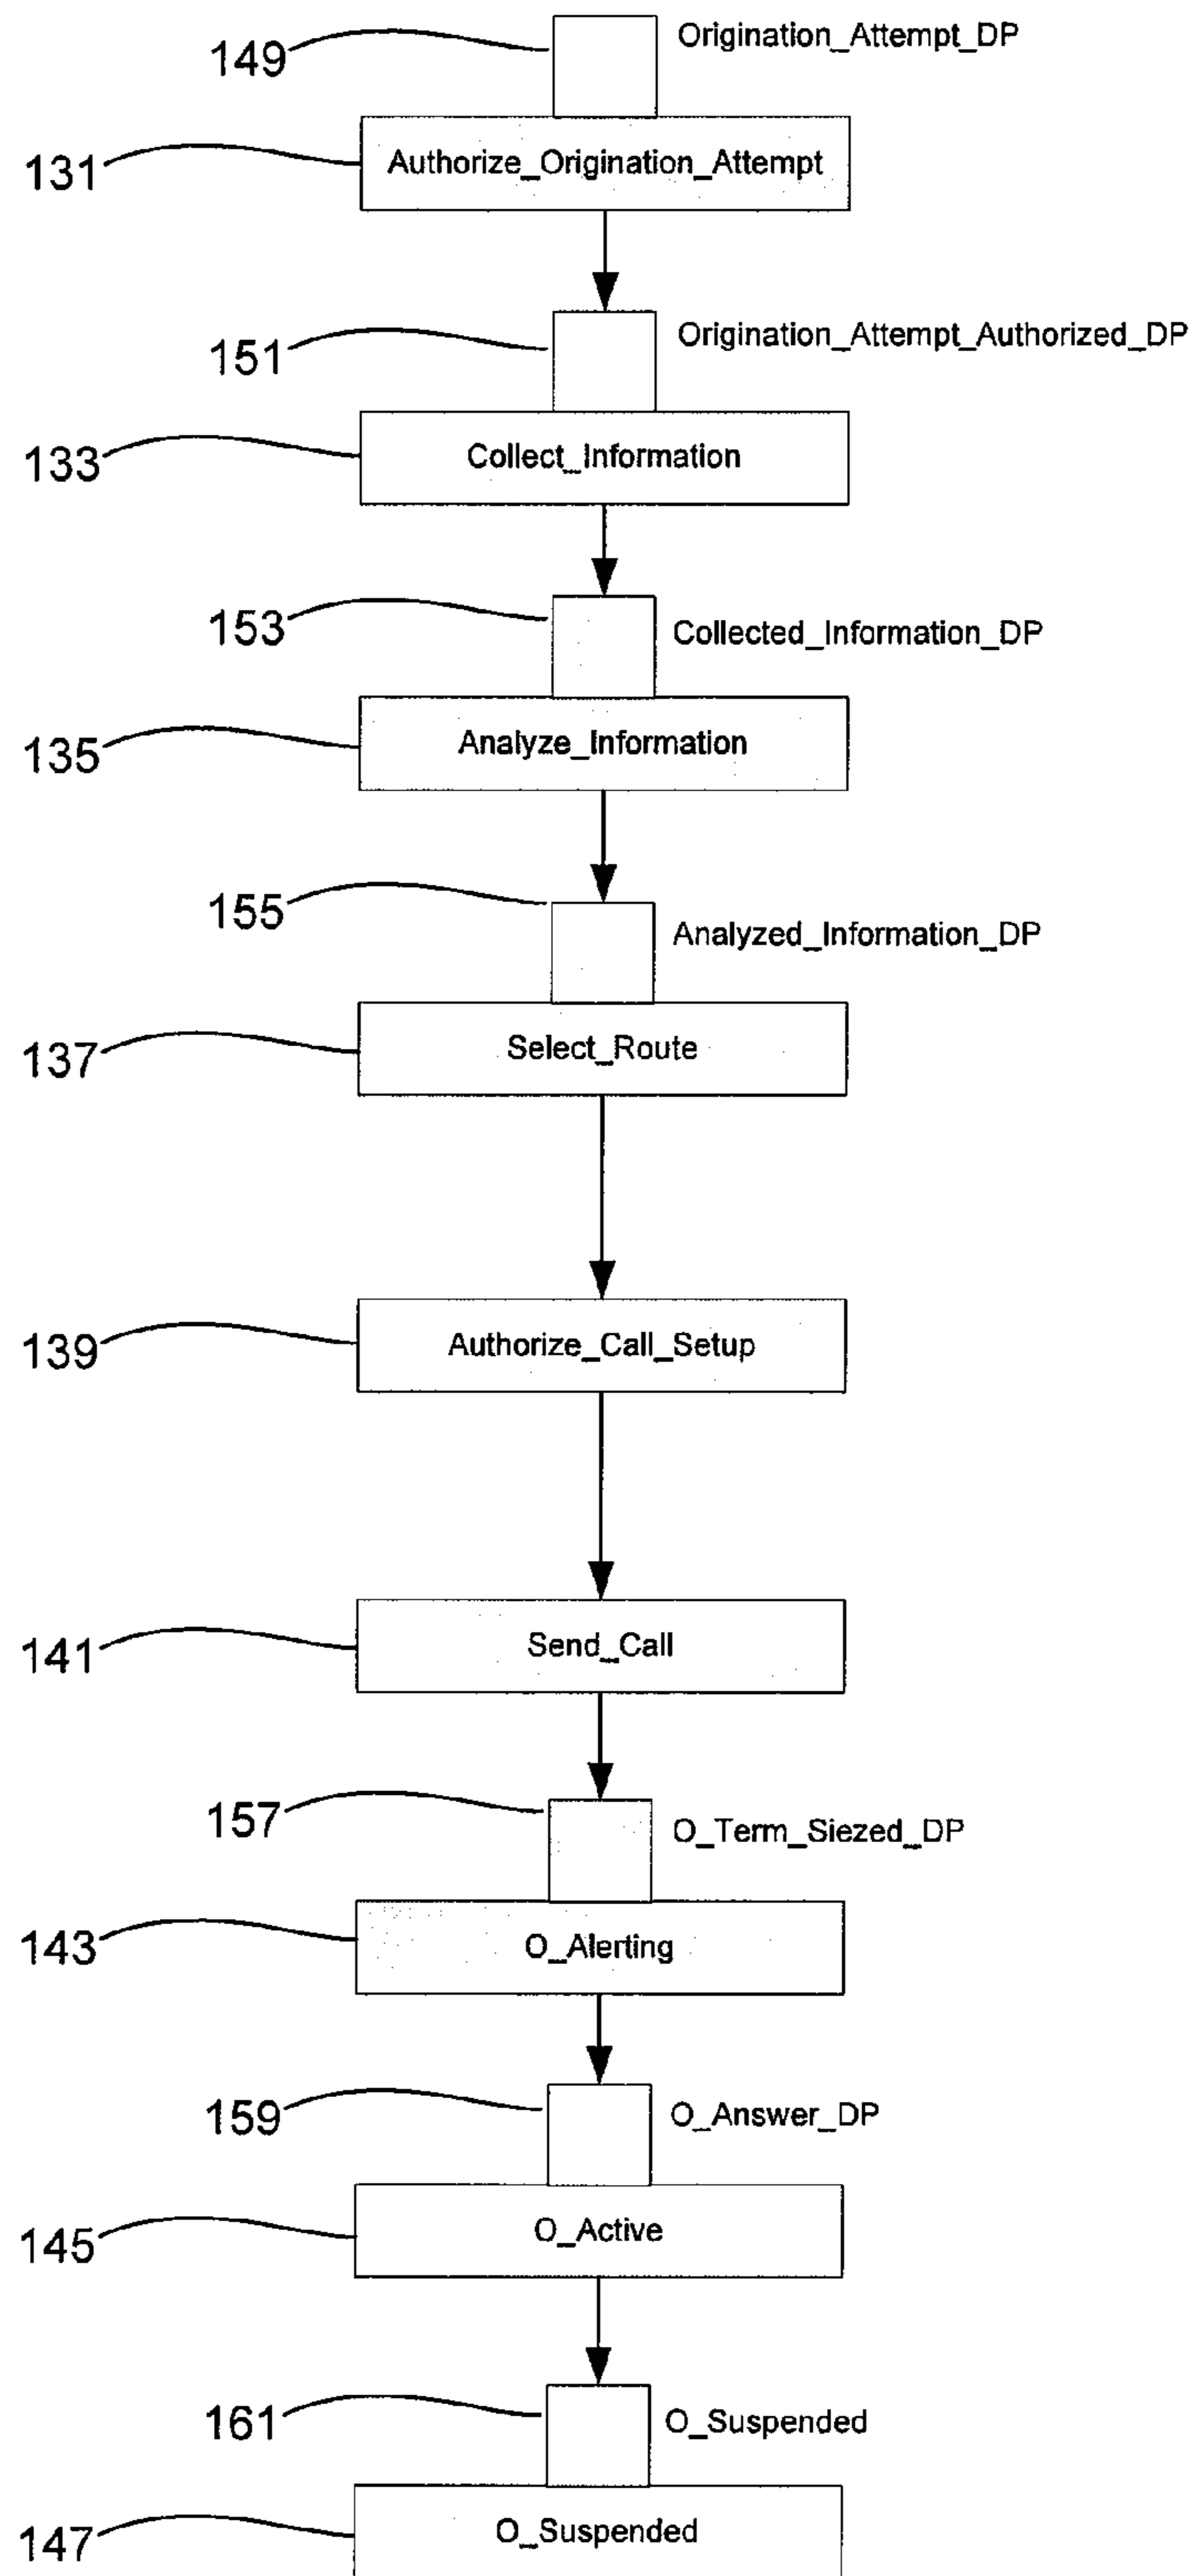 149
Origination_Attempt_DP
131
Authorize_Origination_Attempt
151
Origination_Attempt_Authorized_DP
133
Collect_Information
153
Collected_Information_DP
135
Analyze_Information
155
Analyzed_Information_DP
137
Select_Route
139
Authorize_Call_Setup
141
Send_Call
157
O_Term_Siezed_DP
143
O_Alerting
159
O_Answer_DP
145
O_Active
161
O_Suspended
147
O_Suspended